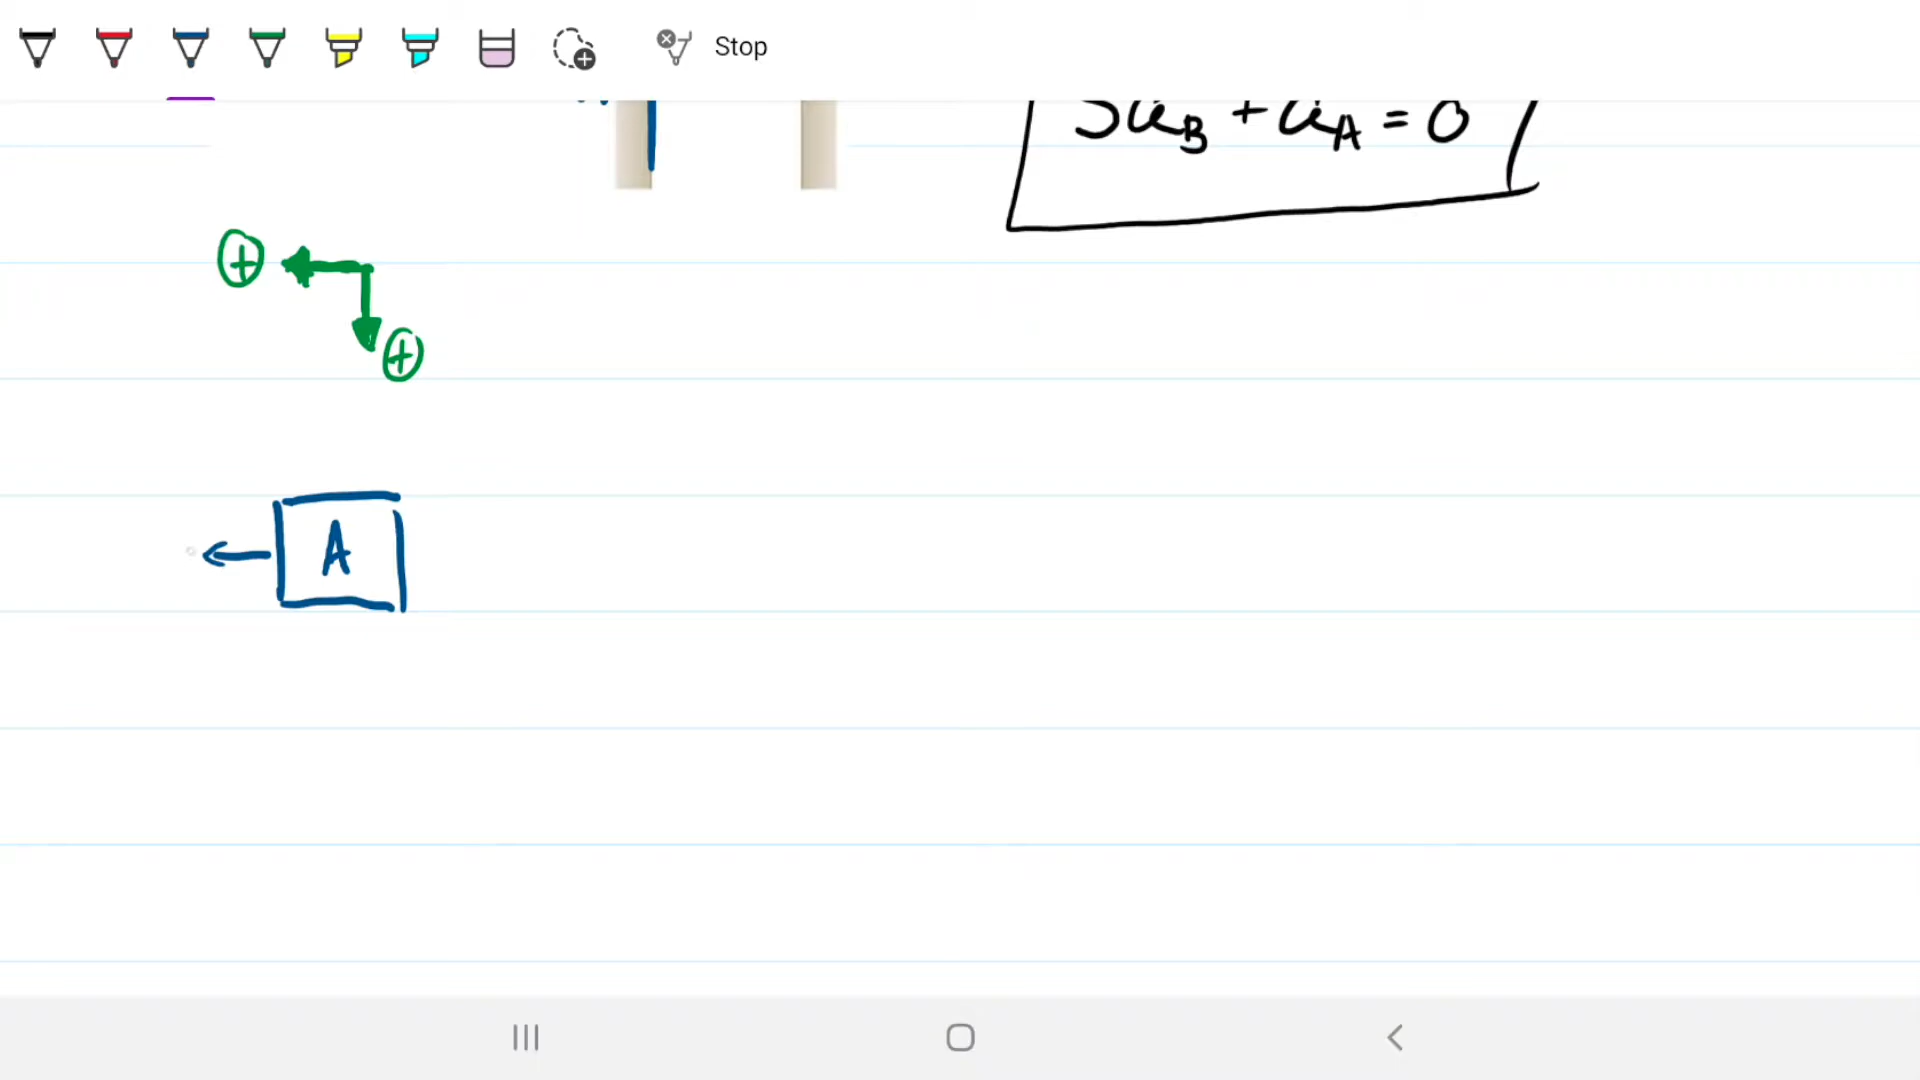 Stop
3a_B + a_A = 0
+
+
A